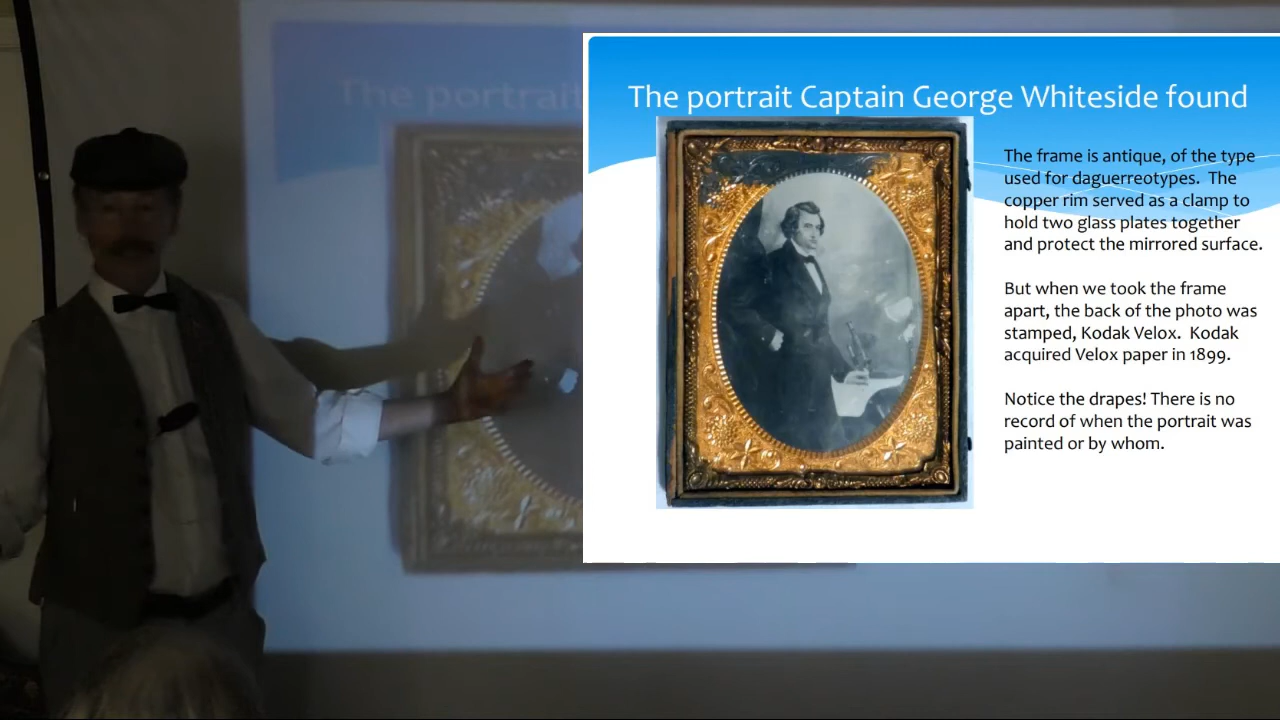 The portrait Captain George Whiteside found
The frame is antique, of the type
used for daguerreotypes. The
copper rim served as a clamp to
hold two glass plates together
and protect the mirrored surface.
But when we took the frame
apart, the back of the photo was
stamped, Kodak Velox. Kodak
acquired Velox paper in 1899.
Notice the drapes! There is no
record of when the portrait was
painted or by whom.
The portrait